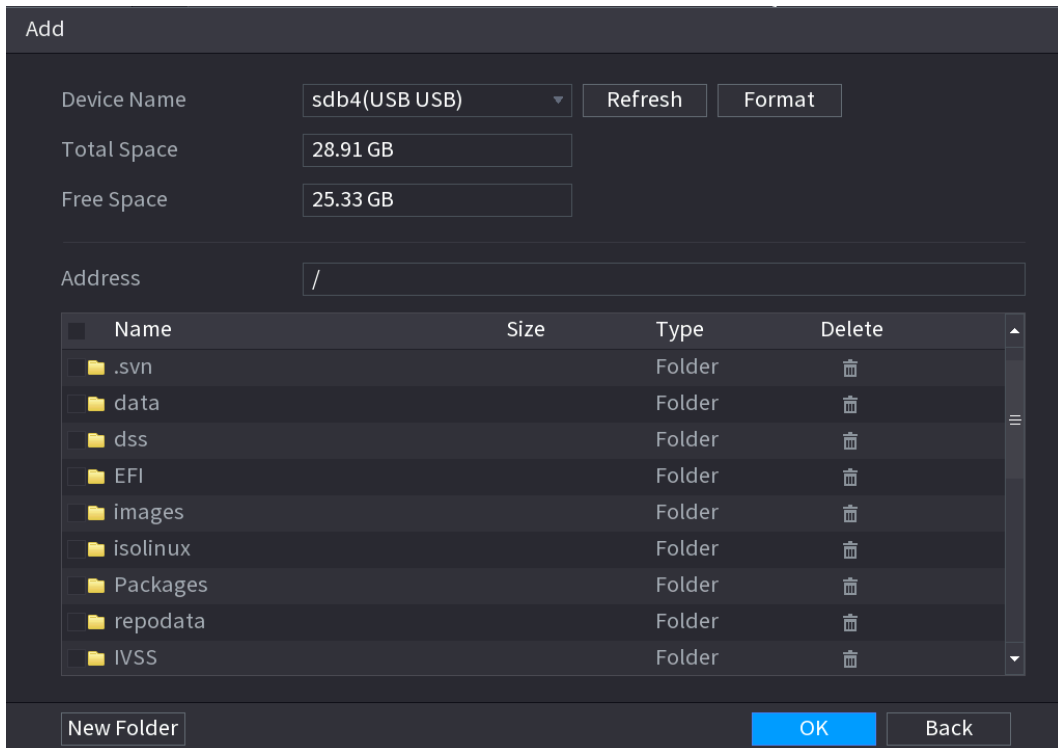 Add
Device Name sdb4(USB USB) Refresh Format
Total Space 28.91 GB
Free Space 25.33 GB
Address /
Name Size Type Delete
.svn Folder
data Folder
dss Folder
EFI Folder
images Folder
isolinux Folder
Packages Folder
repodata Folder
IVSS Folder
New Folder OK Back